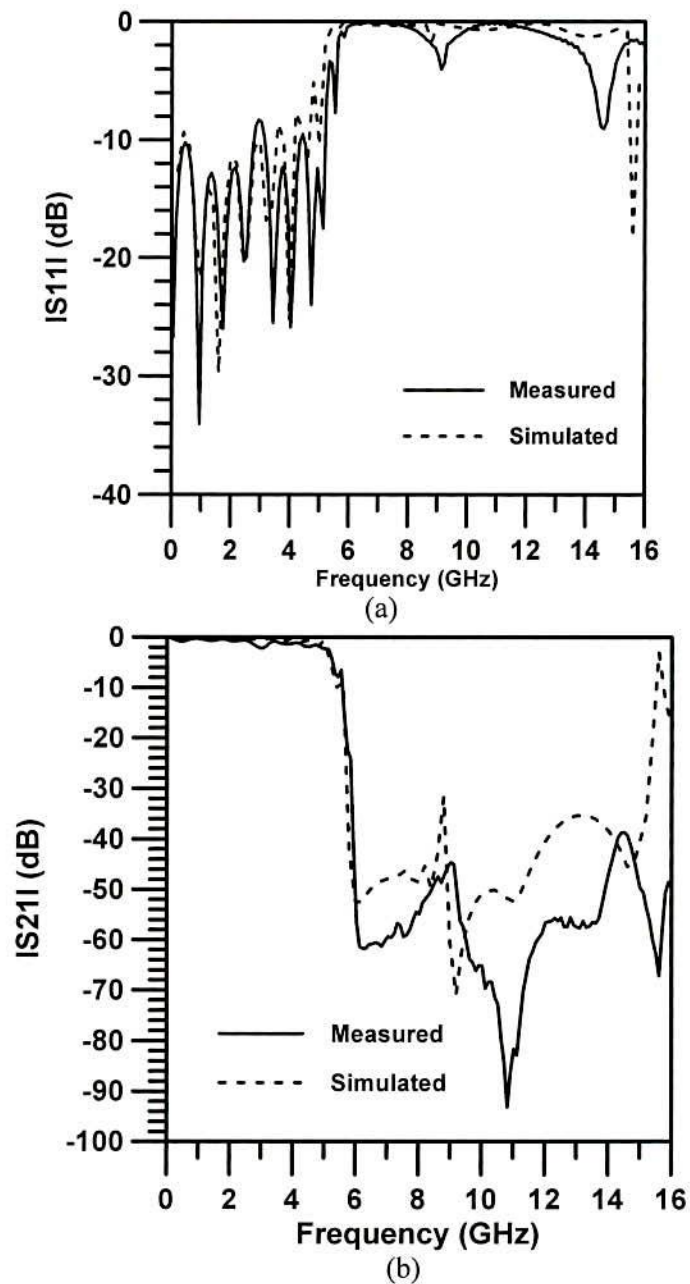 0
-10
-20
-30
-40
IS11I (dB)
Measured
Simulated
0 2 4 6 8 10 12 14 16
Frequency (GHz)
(a)
0
-10
-20
-30
-40
-50
-60
-70
-80
-90
-100
IS21I (dB)
Measured
Simulated
0 2 4 6 8 10 12 14 16
Frequency (GHz)
(b)